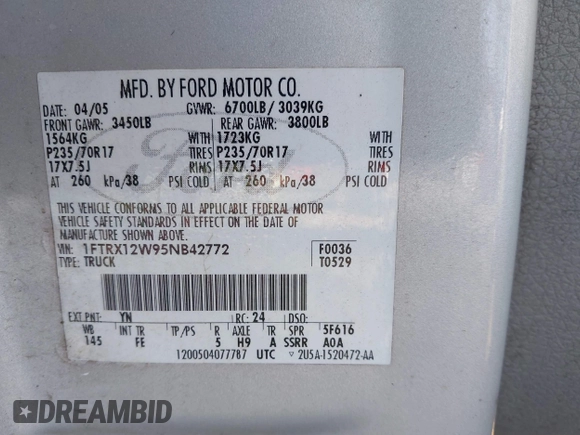 MFD. BY FORD MOTOR CO.
DATE: 04/05 GVWR: 6700LB/ 3039KG
FRONT GAWR: 3450LB REAR GAWR: 3800LB
1564KG WITH 1723KG WITH
P235/70R17 TIRES P235/70R17 TIRES
17X7.5J RIMS 17X7.5J RIMS
AT 260 kPa/38 PSI COLD AT 260 kPa/38 PSI COLD
THIS VEHICLE CONFORMS TO ALL APPLICABLE FEDERAL MOTOR
VEHICLE SAFETY STANDARDS IN EFFECT ON THE DATE OF
MANUFACTURE SHOWN ABOVE.
VIN: 1FTRX12W95NB42772 F0036
TYPE: TRUCK T0529
EXT PNT: YN RC: 24 DSO:
WB INT TR TP/PS R AXLE TR SPR 5F616
145 FE 5 H9 A SSRR A0A
1200504077787 UTC 2U5A-1520472-AA
Ford
DREAMBID